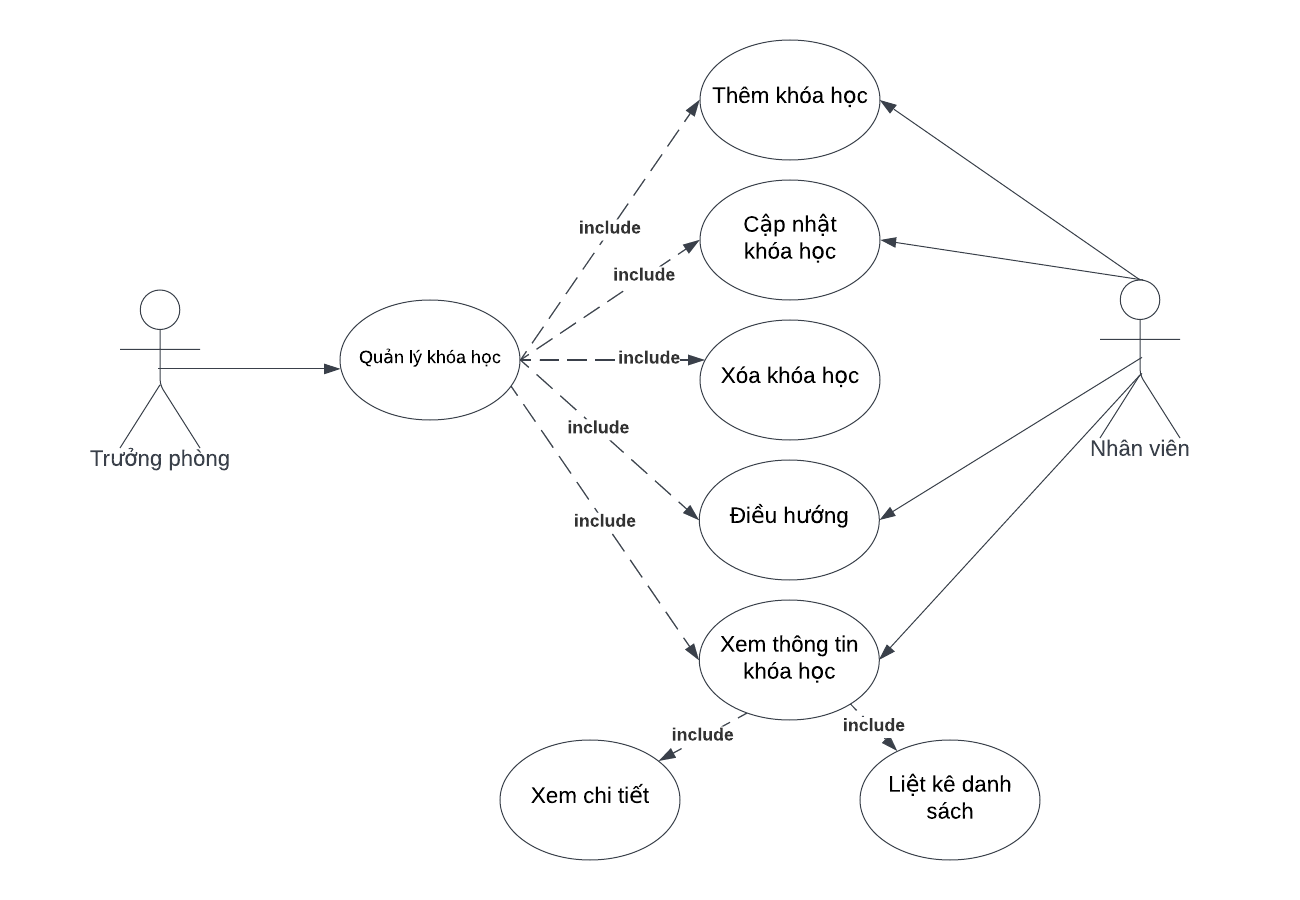 Thêm khóa học
include
Cập nhật
khóa học
include
Trưởng phòng
Quản lý khóa học
include
Xóa khóa học
Nhân viên
include
Điều hướng
include
Xem thông tin
khóa học
include
include
Xem chi tiết
Liệt kê danh
sách